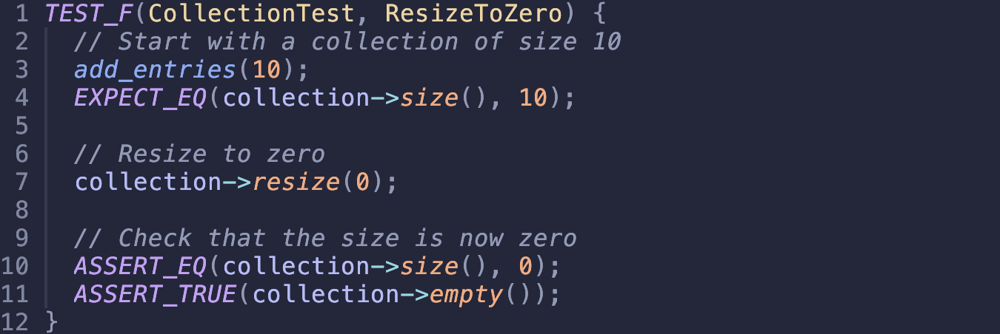 1 TEST_F(CollectionTest, ResizeToZero) {
2   // Start with a collection of size 10
3   add_entries(10);
4   EXPECT_EQ(collection->size(), 10);
5
6   // Resize to zero
7   collection->resize(0);
8
9   // Check that the size is now zero
10   ASSERT_EQ(collection->size(), 0);
11   ASSERT_TRUE(collection->empty());
12 }